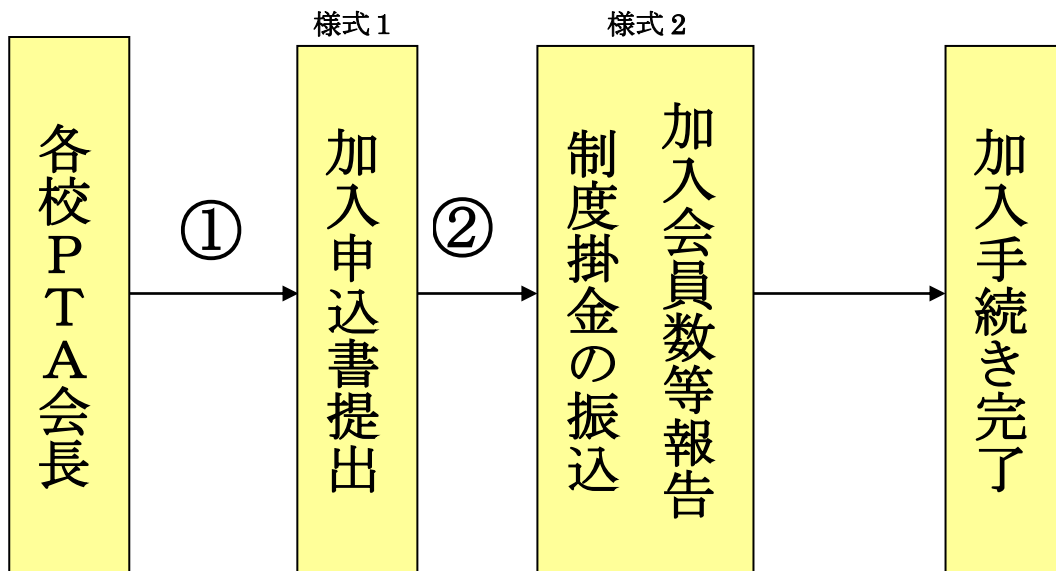 様式１
様式２
各校ＰＴＡ会長
①
加入申込書提出
②
加入会員数等報告
制度掛金の振込
加入手続き完了